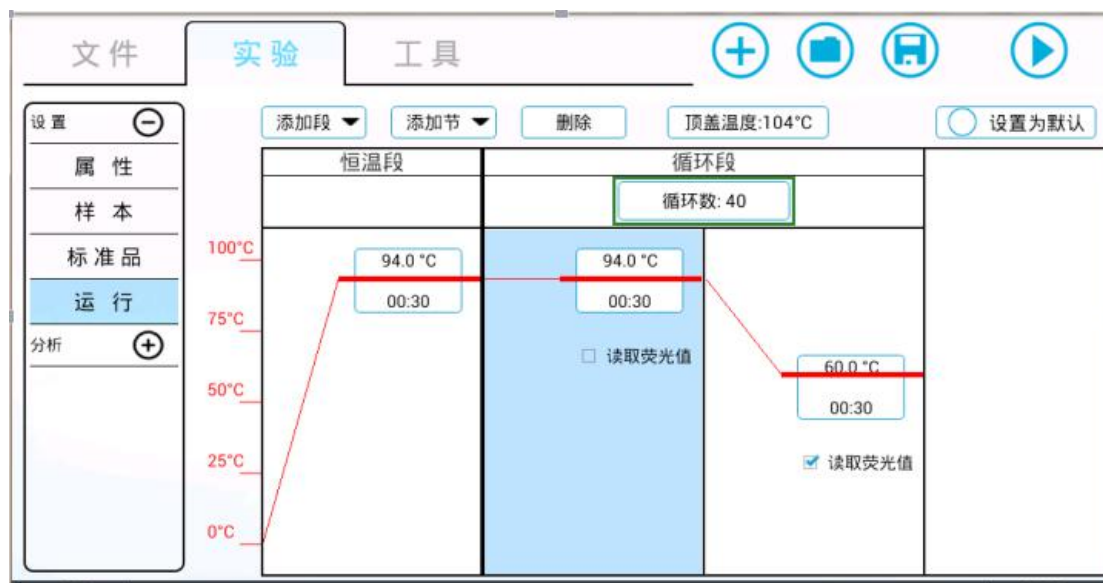 文件 实验 工具
设置
添加段 添加节 删除 顶盖温度:104°C 设置为默认
属 性
恒温段 循环段
样 本
循环数: 40
标准品
运 行
分析
100°C
75°C
50°C
25°C
0°C
94.0 °C
00:30
94.0 °C
00:30
读取荧光值
60.0 °C
00:30
读取荧光值